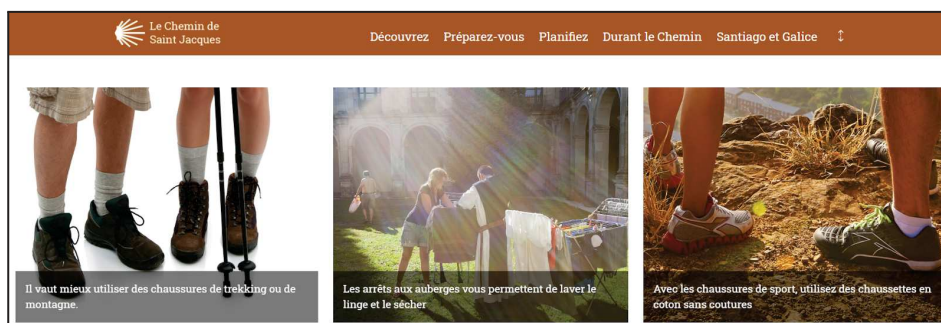 Le Chemin de
Saint Jacques
Découvrez Préparez-vous Planifiez Durant le Chemin Santiago et Galice
Il vaut mieux utiliser des chaussures de trekking ou de
montagne.
Les arrêts aux auberges vous permettent de laver le
linge et le sécher
Avec les chaussures de sport, utilisez des chaussettes en
coton sans coutures